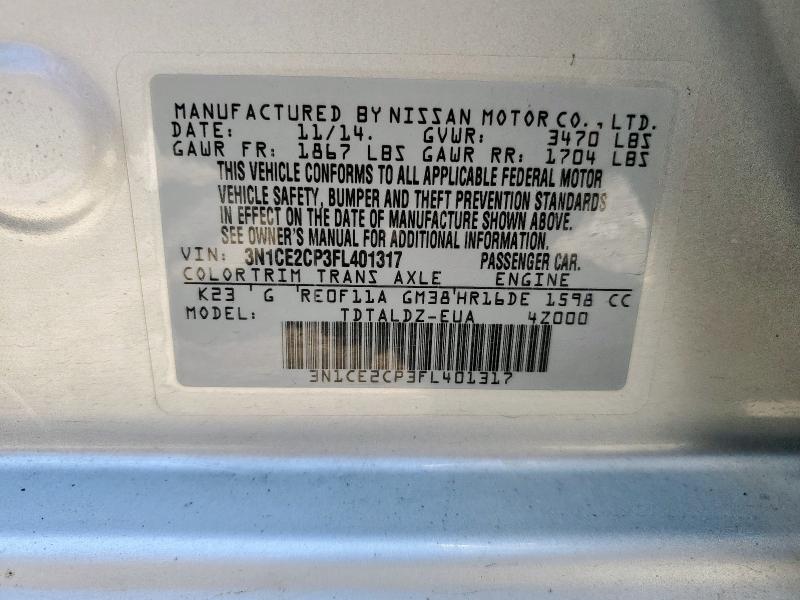 MANUFACTURED BY NISSAN MOTOR CO., LTD.
DATE: 11/14. GVWR: 3470 LBS
GAWR FR: 1867 LBS GAWR RR: 1704 LBS
THIS VEHICLE CONFORMS TO ALL APPLICABLE FEDERAL MOTOR
VEHICLE SAFETY, BUMPER AND THEFT PREVENTION STANDARDS
IN EFFECT ON THE DATE OF MANUFACTURE SHOWN ABOVE.
SEE OWNER'S MANUAL FOR ADDITIONAL INFORMATION.
VIN: 3N1CE2CP3FL401317 PASSENGER CAR.
COLOR TRIM TRANS AXLE ENGINE
K23 G RE0F11A GM38 HR16DE 1598 CC
MODEL: TDTALDZ-EUA 4Z000
3N1CE2CP3FL401317